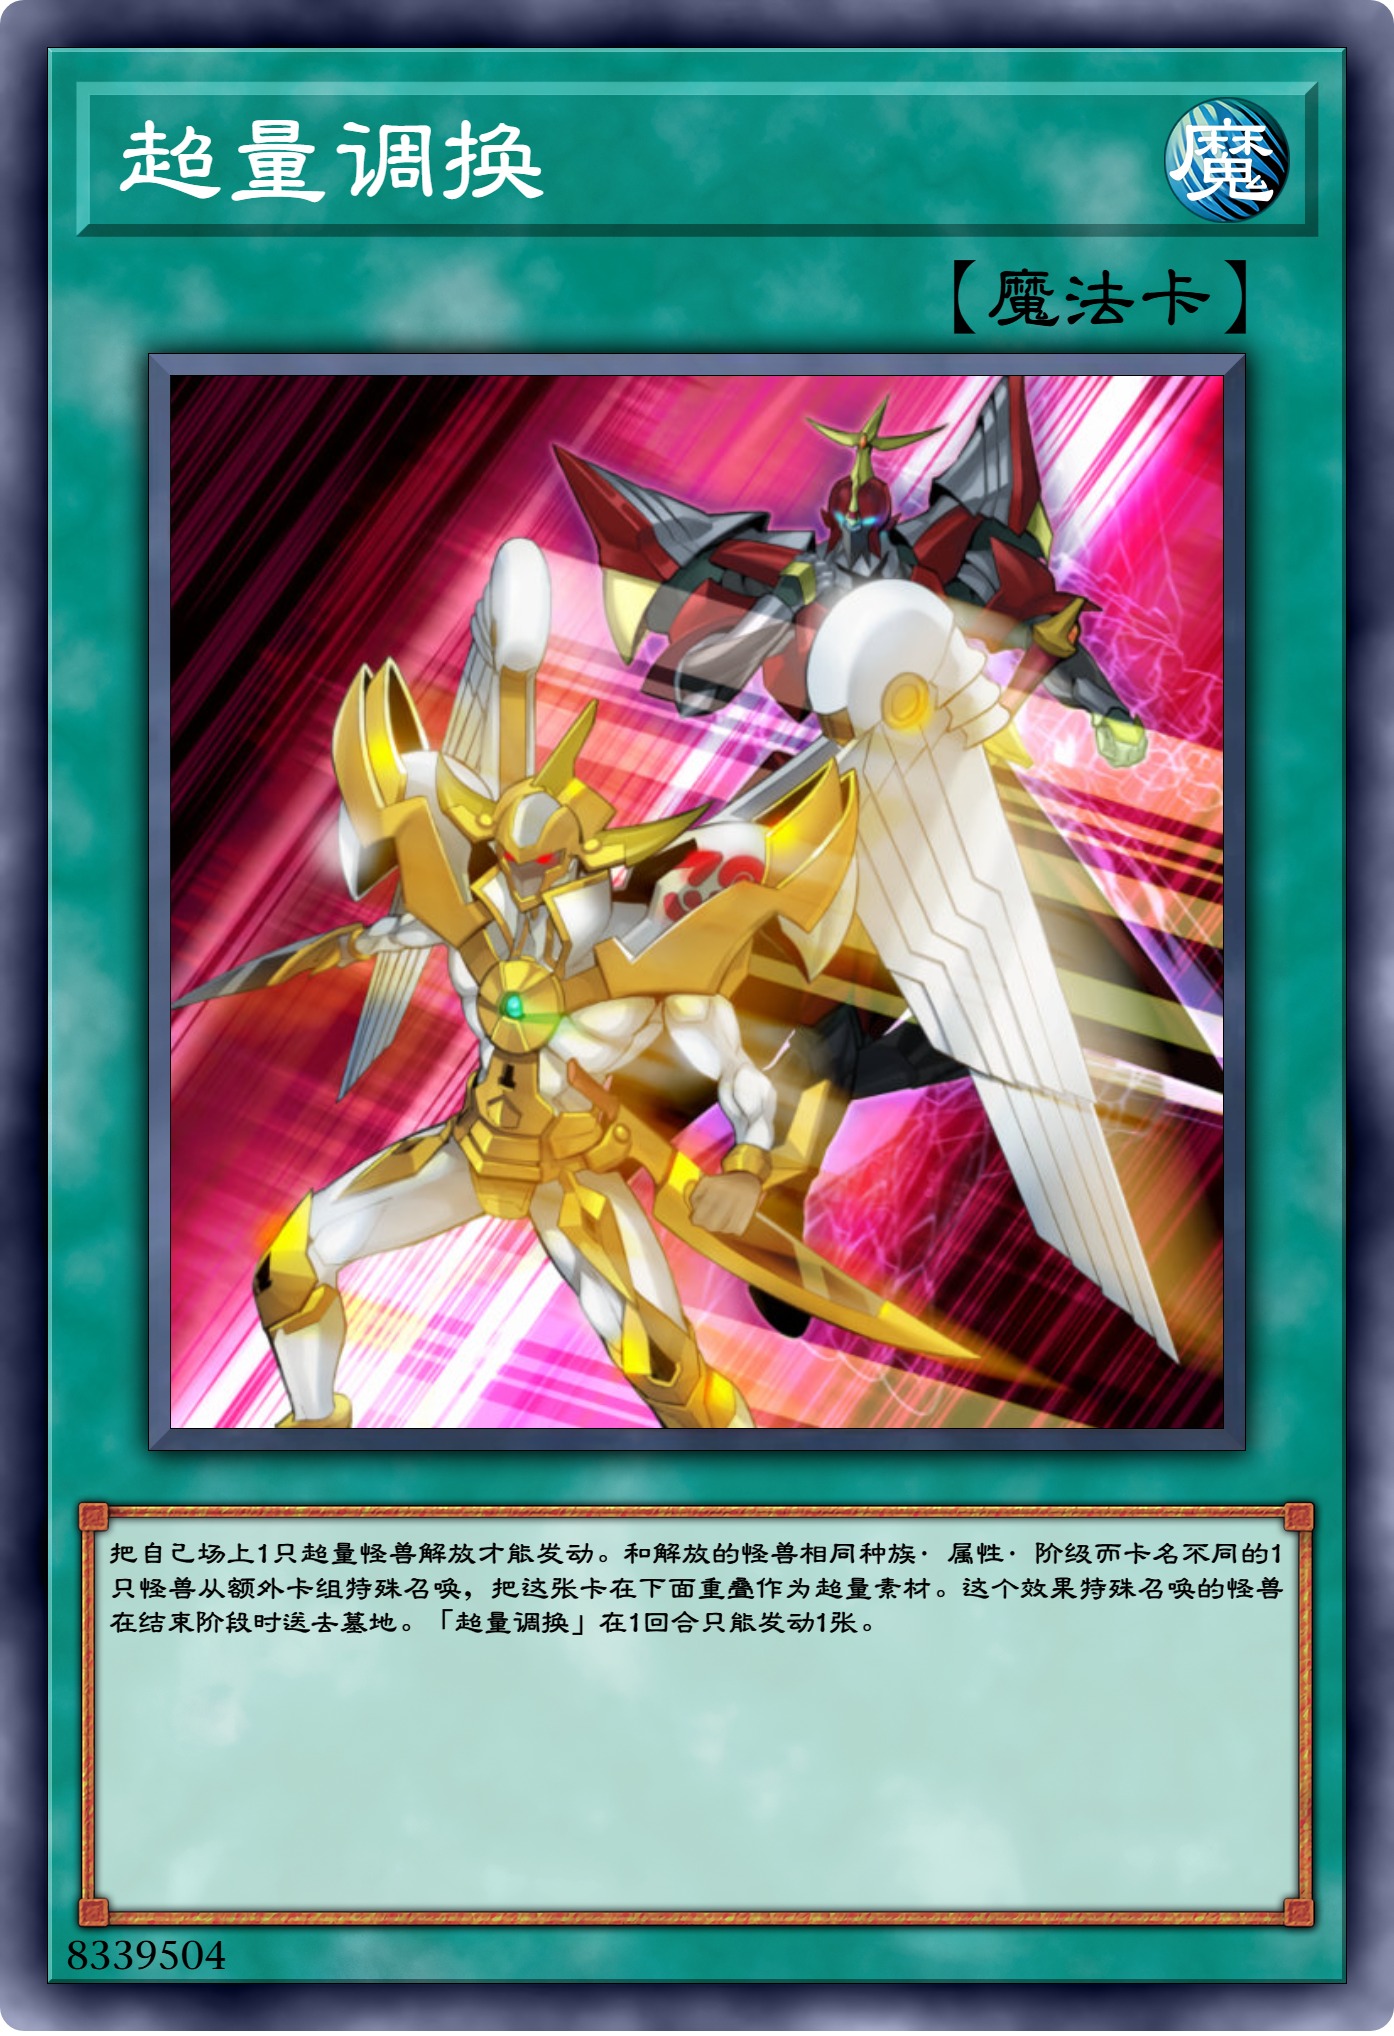 超量调换
魔
【魔法卡】
把自己场上1只超量怪兽解放才能发动。和解放的怪兽相同种族·属性·阶级而卡名不同的1
只怪兽从额外卡组特殊召唤，把这张卡在下面重叠作为超量素材。这个效果特殊召唤的怪兽
在结束阶段时送去墓地。「超量调换」在1回合只能发动1张。
8339504